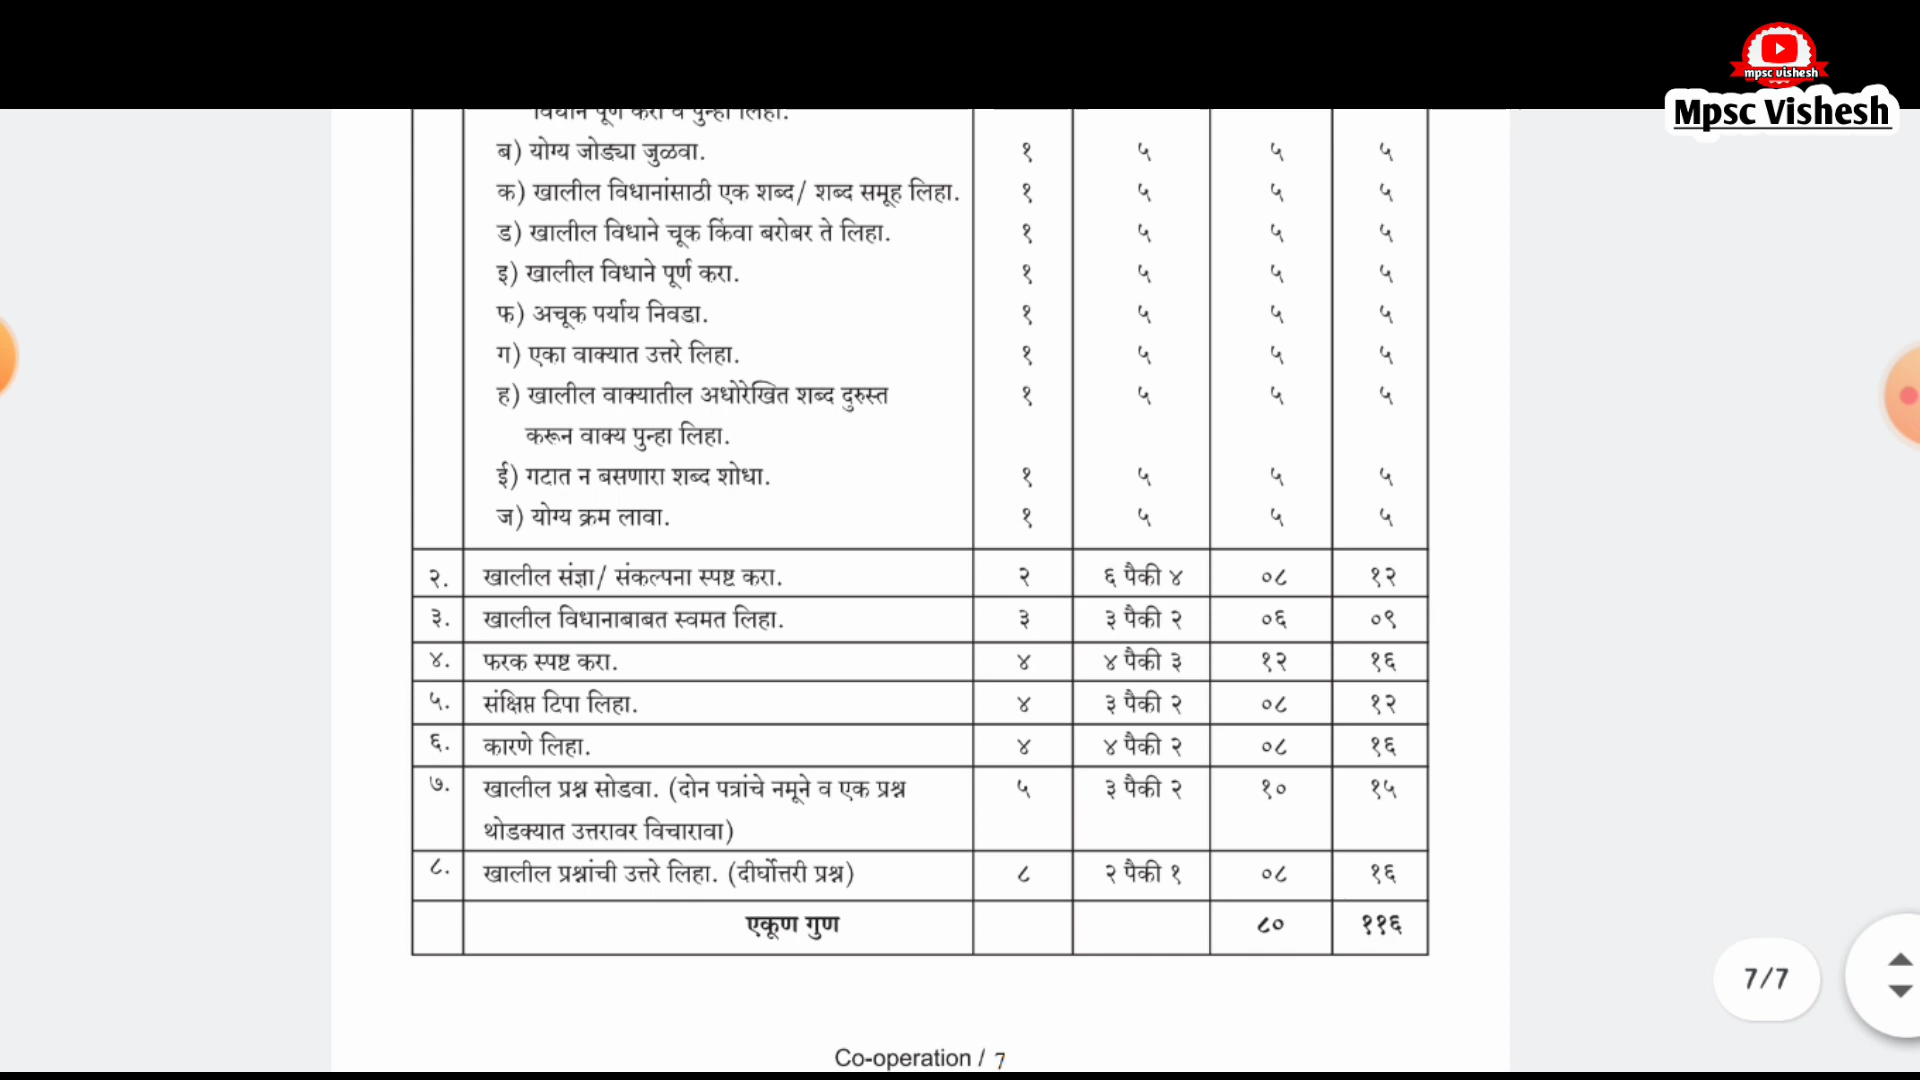 mpsc vishesh
Mpsc Vishesh
विधान पूर्ण करा व पुन्हा लिहा.
ब) योग्य जोड्या जुळवा. १ ५ ५ ५
क) खालील विधानांसाठी एक शब्द/ शब्द समूह लिहा. १ ५ ५ ५
ड) खालील विधाने चूक किंवा बरोबर ते लिहा. १ ५ ५ ५
इ) खालील विधाने पूर्ण करा. १ ५ ५ ५
फ) अचूक पर्याय निवडा. १ ५ ५ ५
ग) एका वाक्यात उत्तरे लिहा. १ ५ ५ ५
ह) खालील वाक्यातील अधोरेखित शब्द दुरुस्त १ ५ ५ ५
करून वाक्य पुन्हा लिहा.
ई) गटात न बसणारा शब्द शोधा. १ ५ ५ ५
ज) योग्य क्रम लावा. १ ५ ५ ५
२. खालील संज्ञा/ संकल्पना स्पष्ट करा. २ ६ पैकी ४ ०८ १२
३. खालील विधानाबाबत स्वमत लिहा. ३ ३ पैकी २ ०६ ०९
४. फरक स्पष्ट करा. ४ ४ पैकी ३ १२ १६
५. संक्षिप्त टिपा लिहा. ४ ३ पैकी २ ०८ १२
६. कारणे लिहा. ४ ४ पैकी २ ०८ १६
७. खालील प्रश्न सोडवा. (दोन पत्रांचे नमूने व एक प्रश्न ५ ३ पैकी २ १० १५
थोडक्यात उत्तरावर विचारावा)
८. खालील प्रश्नांची उत्तरे लिहा. (दीर्घोत्तरी प्रश्न) ८ २ पैकी १ ०८ १६
एकूण गुण ८० ११६
7/7
Co-operation / 7